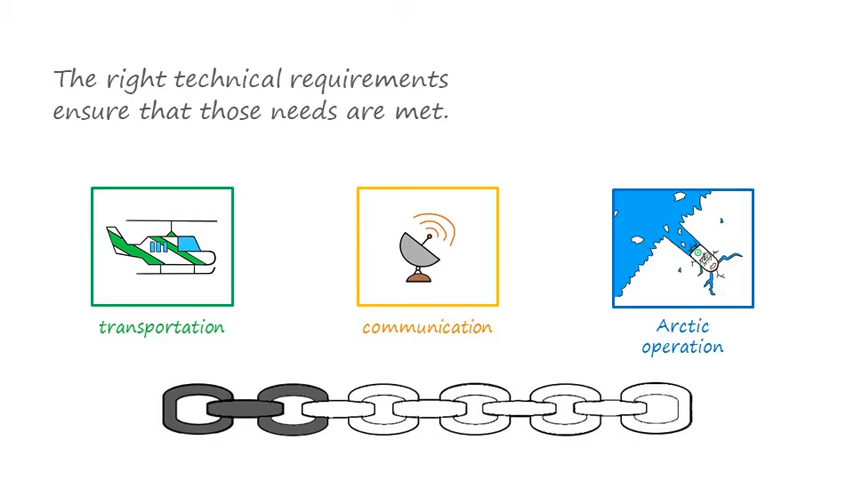 The right technical requirements
ensure that those needs are met.
transportation
communication
Arctic
operation